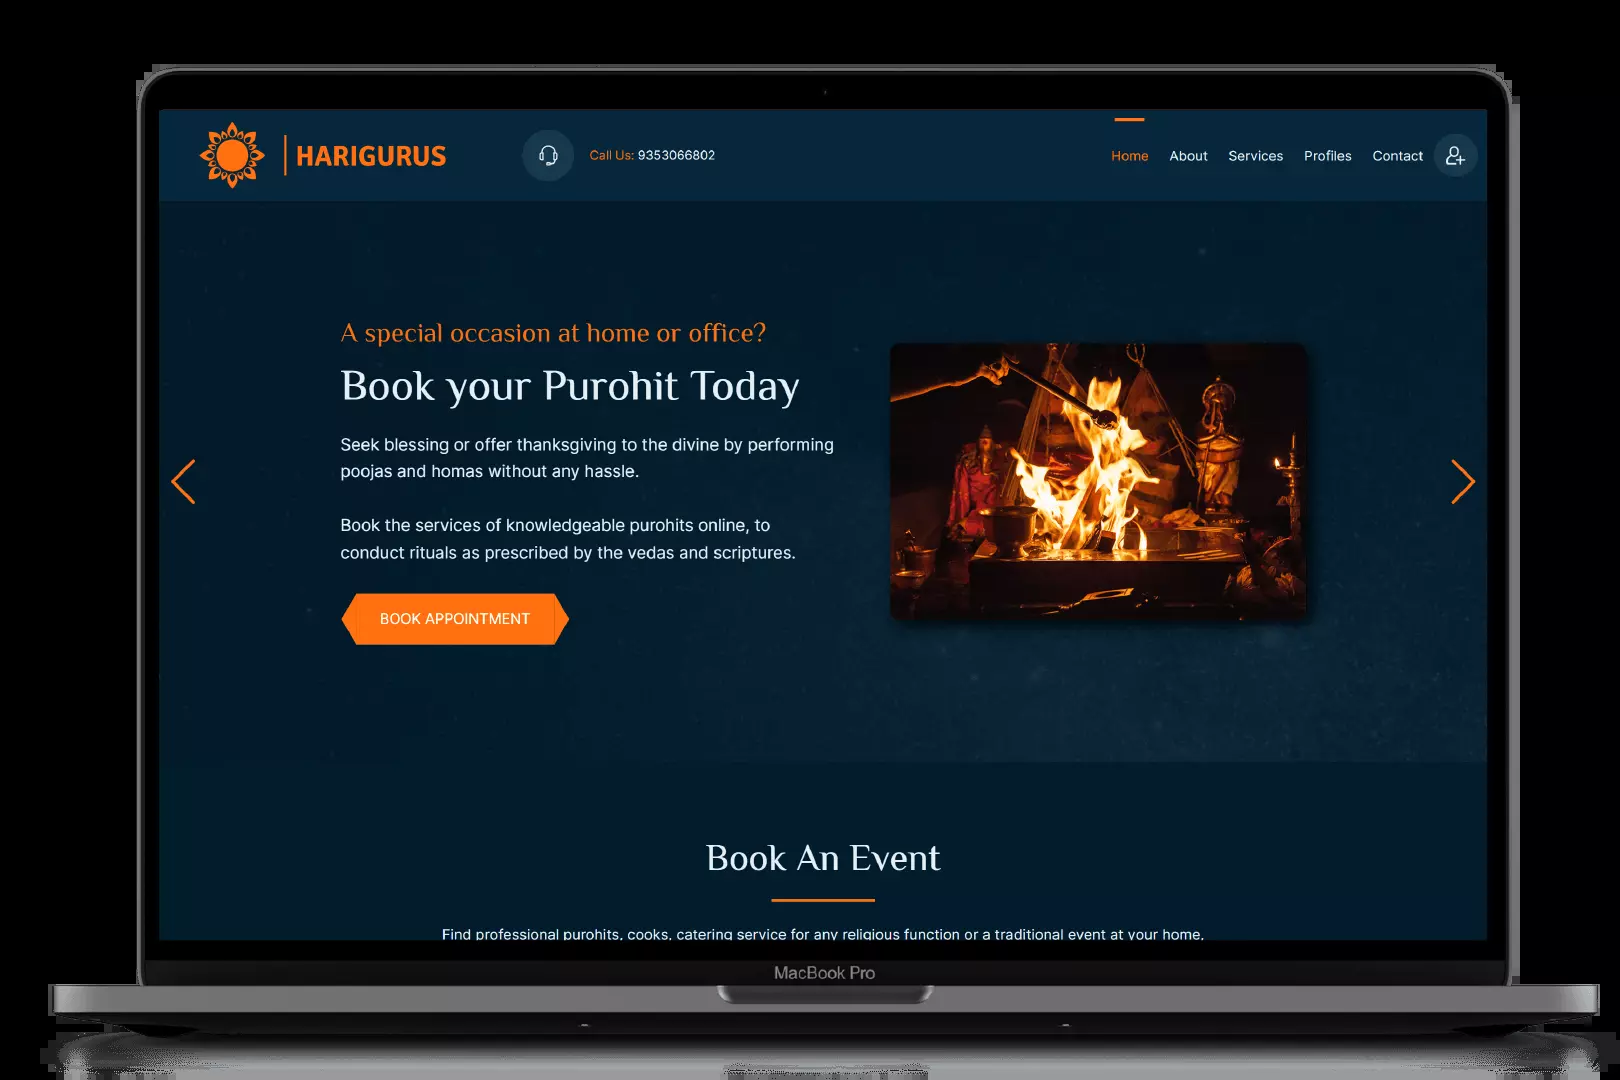 HARIGURUS
Call Us: 9353066802
Home About Services Profiles Contact
A special occasion at home or office?
Book your Purohit Today
Seek blessing or offer thanksgiving to the divine by performing
poojas and homas without any hassle.
Book the services of knowledgeable purohits online, to
conduct rituals as prescribed by the vedas and scriptures.
BOOK APPOINTMENT
Book An Event
Find professional purohits, cooks, catering service for any religious function or a traditional event at your home,
MacBook Pro